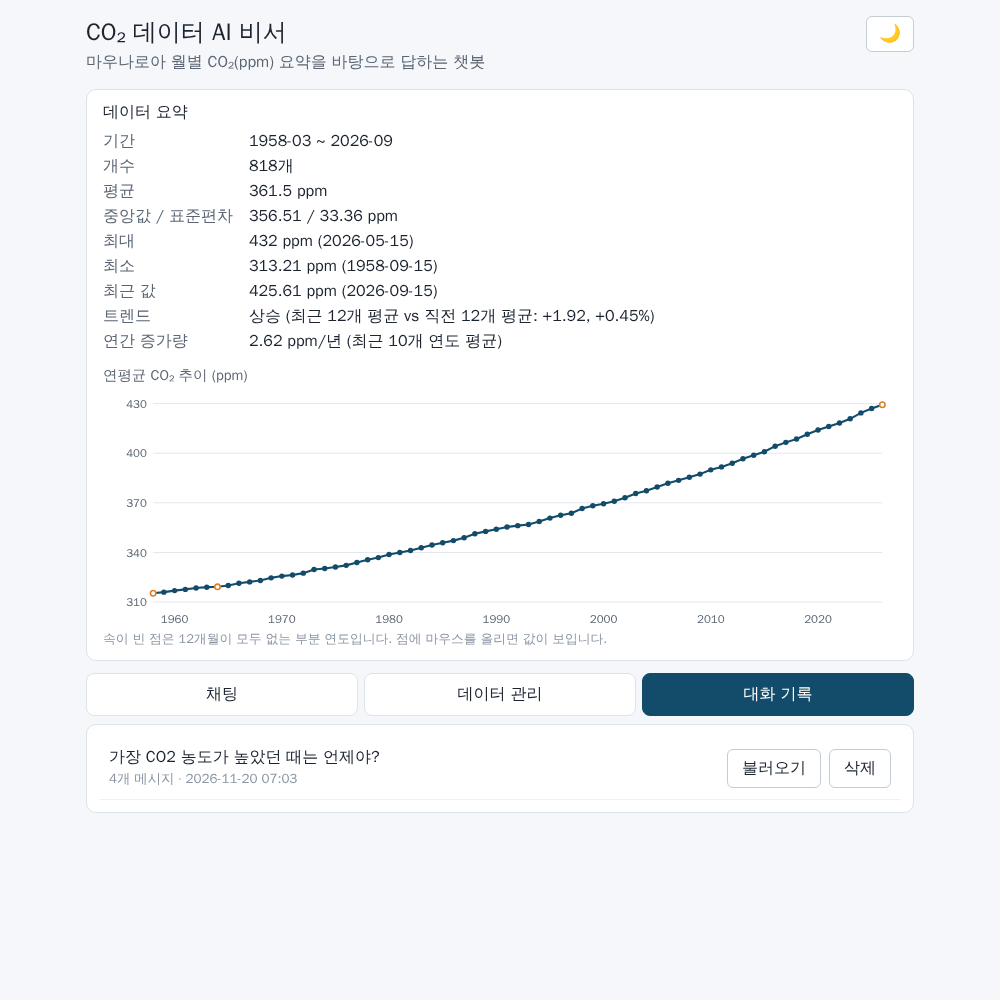 CO₂ 데이터 AI 비서
🌙
마우나로아 월별 CO₂(ppm) 요약을 바탕으로 답하는 챗봇
데이터 요약
기간 1958-03 ~ 2026-09
개수 818개
평균 361.5 ppm
중앙값 / 표준편차 356.51 / 33.36 ppm
최대 432 ppm (2026-05-15)
최소 313.21 ppm (1958-09-15)
최근 값 425.61 ppm (2026-09-15)
트렌드 상승 (최근 12개 평균 vs 직전 12개 평균: +1.92, +0.45%)
연간 증가량 2.62 ppm/년 (최근 10개 연도 평균)
연평균 CO₂ 추이 (ppm)
430
400
370
340
310
1960 1970 1980 1990 2000 2010 2020
속이 빈 점은 12개월이 모두 없는 부분 연도입니다. 점에 마우스를 올리면 값이 보입니다.
채팅 데이터 관리 대화 기록
가장 CO2 농도가 높았던 때는 언제야?
4개 메시지 · 2026-11-20 07:03
불러오기 삭제